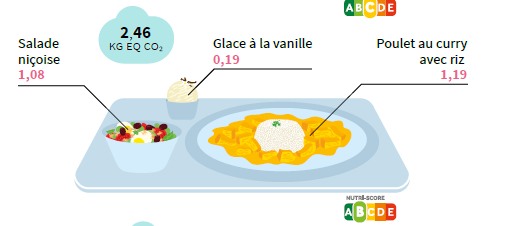 ABCDE
2,46
KG EQ CO₂
Salade
niçoise
1,08
Glace à la vanille
0,19
Poulet au curry
avec riz
1,19
NUTRI-SCORE
ABCDE